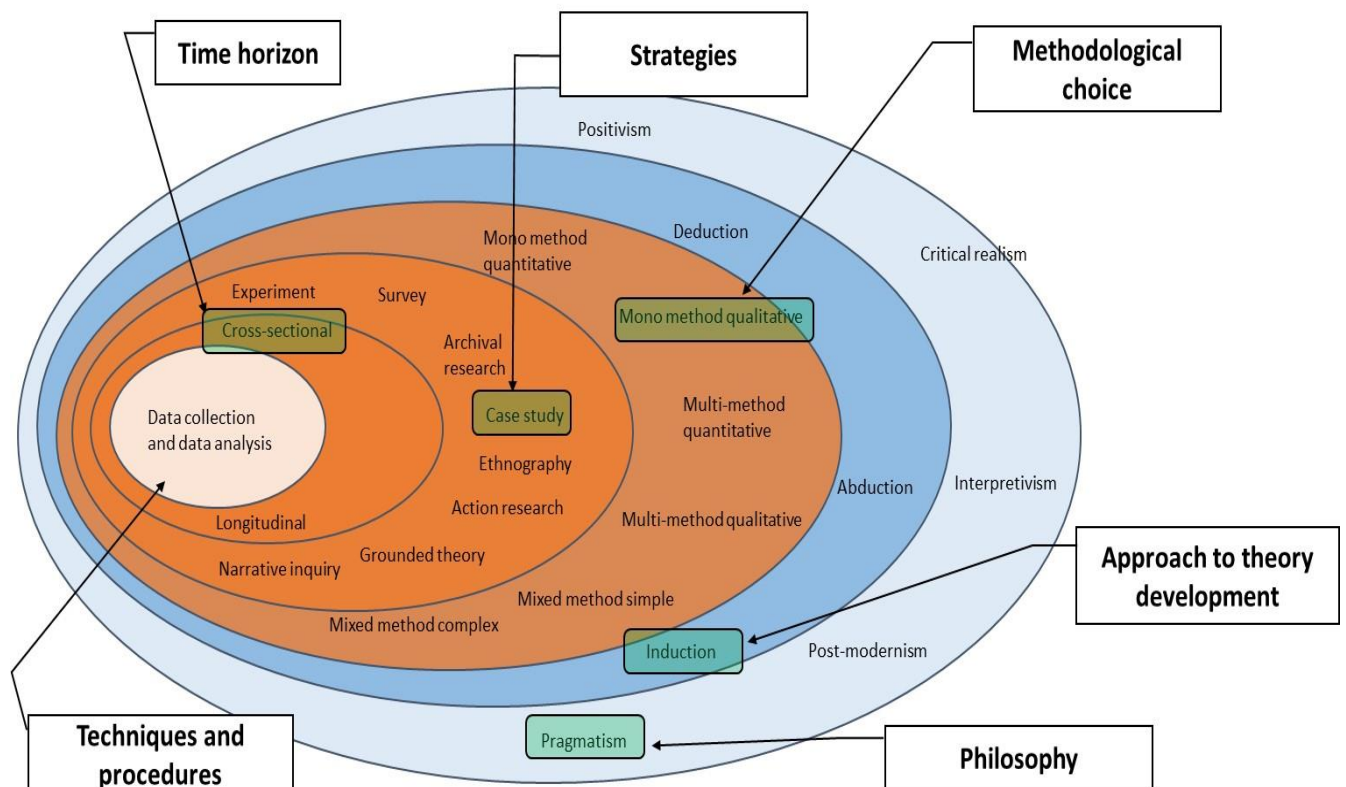 Time horizon
Strategies
Methodological
choice
Positivism
Deduction
Critical realism
Mono method
quantitative
Experiment
Survey
Cross-sectional
Mono method qualitative
Archival
research
Case study
Data collection
and data analysis
Multi-method
quantitative
Ethnography
Abduction
Interpretivism
Action research
Multi-method qualitative
Longitudinal
Grounded theory
Narrative inquiry
Approach to theory
development
Mixed method simple
Mixed method complex
Induction
Post-modernism
Pragmatism
Techniques and
procedures
Philosophy